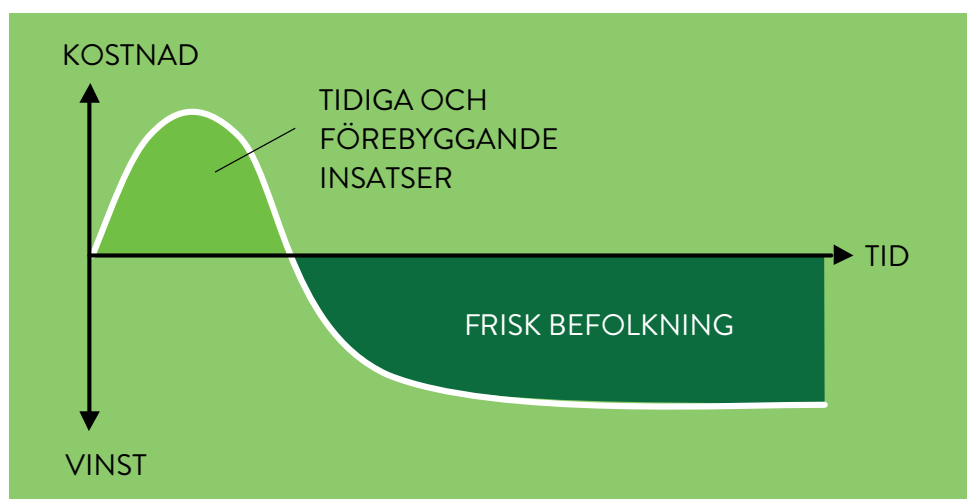 KOSTNAD
TIDIGA OCH
FÖREBYGGANDE
INSATSER
TID
FRISK BEFOLKNING
VINST